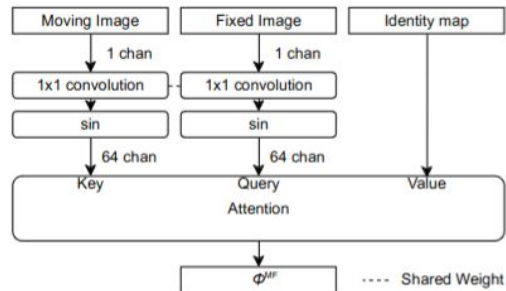 Moving Image Fixed Image Identity map
1 chan 1 chan
1x1 convolution 1x1 convolution
sin sin
64 chan 64 chan
Key Query Value
Attention
Φᴹᶠ Shared Weight